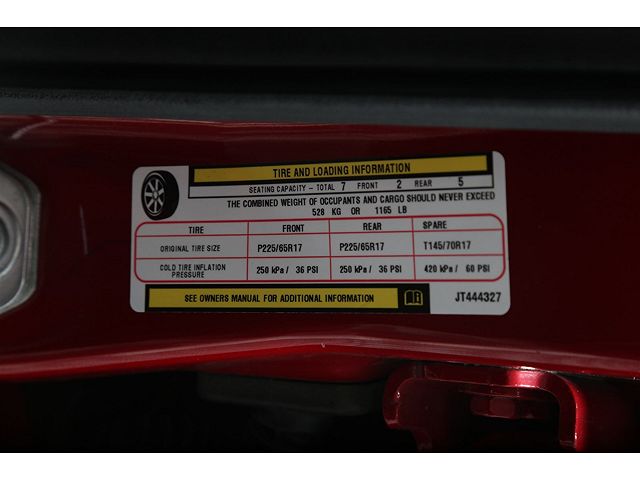 TIRE AND LOADING INFORMATION
SEATING CAPACITY - TOTAL 7 FRONT 2 REAR 5
THE COMBINED WEIGHT OF OCCUPANTS AND CARGO SHOULD NEVER EXCEED
528 KG OR 1165 LB
TIRE FRONT REAR SPARE
ORIGINAL TIRE SIZE P225/65R17 P225/65R17 T145/70R17
COLD TIRE INFLATION PRESSURE 250 kPa / 36 PSI 250 kPa / 36 PSI 420 kPa / 60 PSI
SEE OWNERS MANUAL FOR ADDITIONAL INFORMATION JT444327